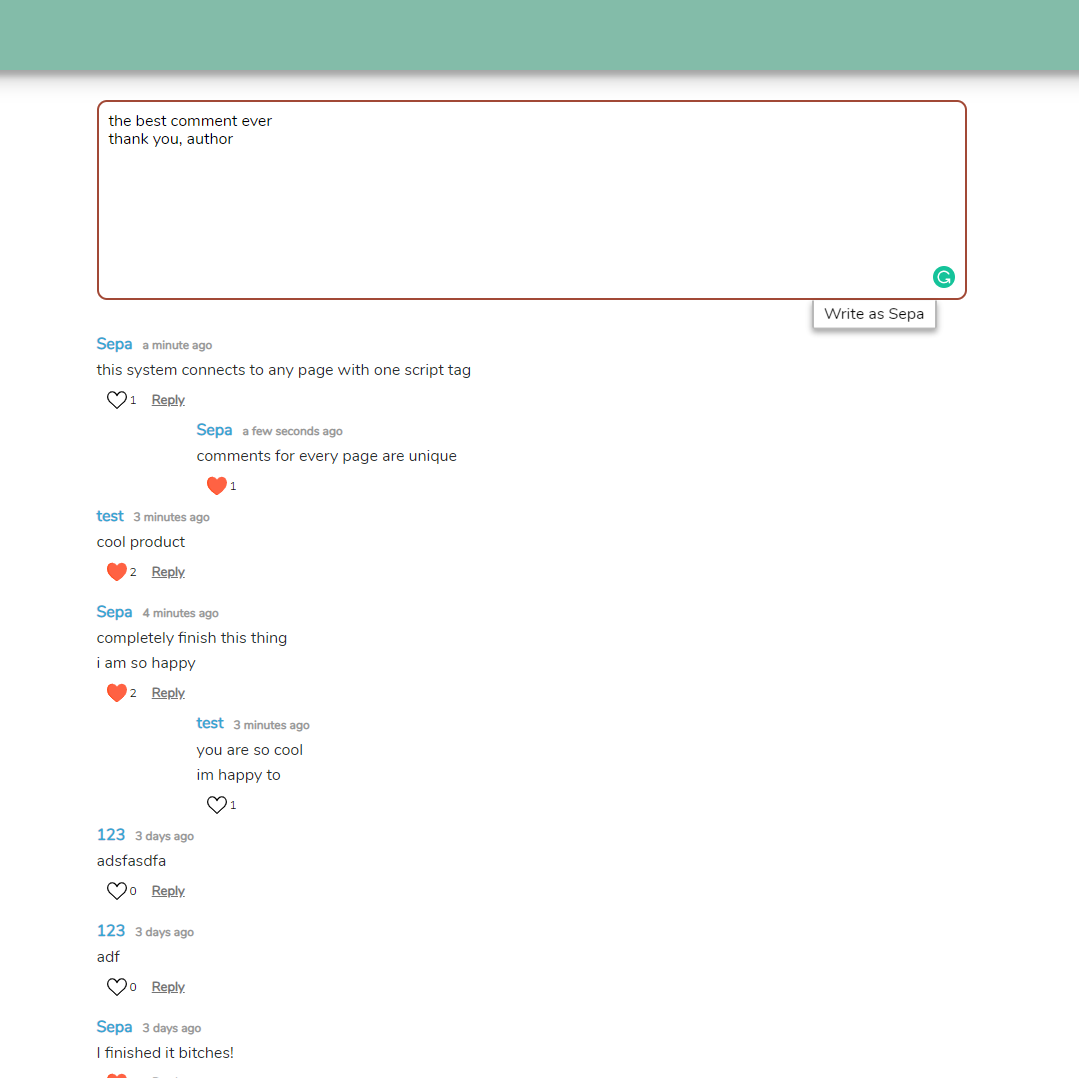 the best comment ever
thank you, author
Write as Sepa
Sepa a minute ago
this system connects to any page with one script tag
1 Reply
Sepa a few seconds ago
comments for every page are unique
1
test 3 minutes ago
cool product
2 Reply
Sepa 4 minutes ago
completely finish this thing
i am so happy
2 Reply
test 3 minutes ago
you are so cool
im happy to
1
123 3 days ago
adsfasdfa
0 Reply
123 3 days ago
adf
0 Reply
Sepa 3 days ago
I finished it bitches!